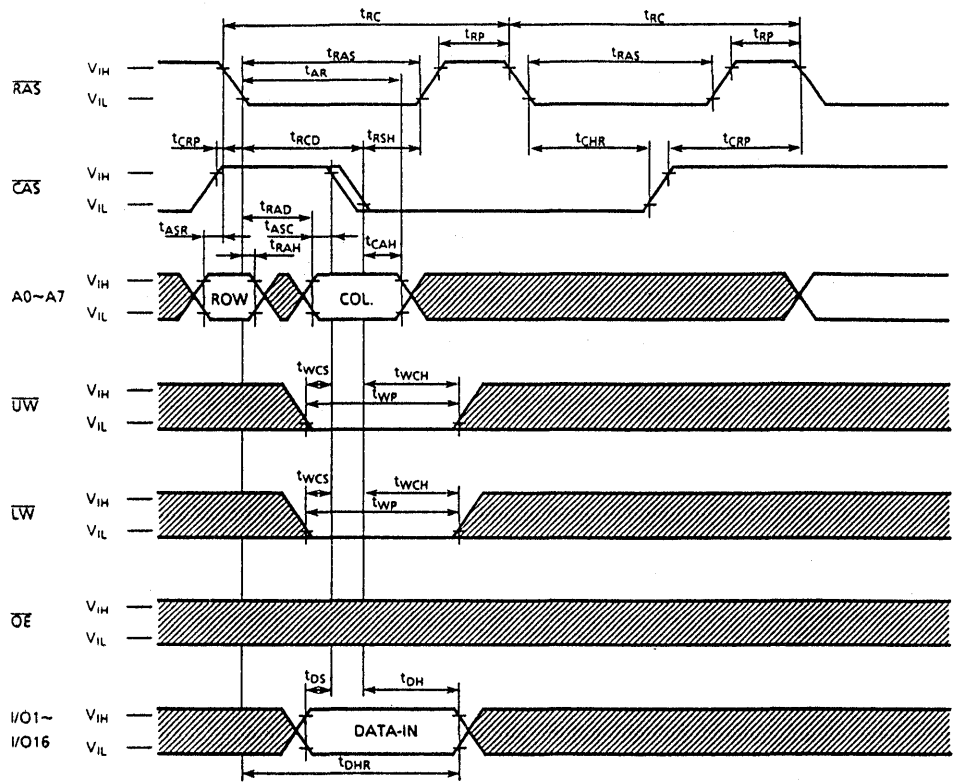 tRC tRC
tRP tRP
tRAS tRAS
tAR
RAS VIH
VIL
tCRP tRCD tRSH tCHR tCRP
CAS VIH
VIL
tRAD
tASR tASC
tRAH tCAH
A0~A7 VIH
ROW COL.
VIL
tWCS tWCH
tWP
UW VIH
VIL
tWCS tWCH
tWP
LW VIH
VIL
OE VIH
VIL
tDS tDH
I/O1~ VIH
DATA-IN
I/O16 VIL
tDHR